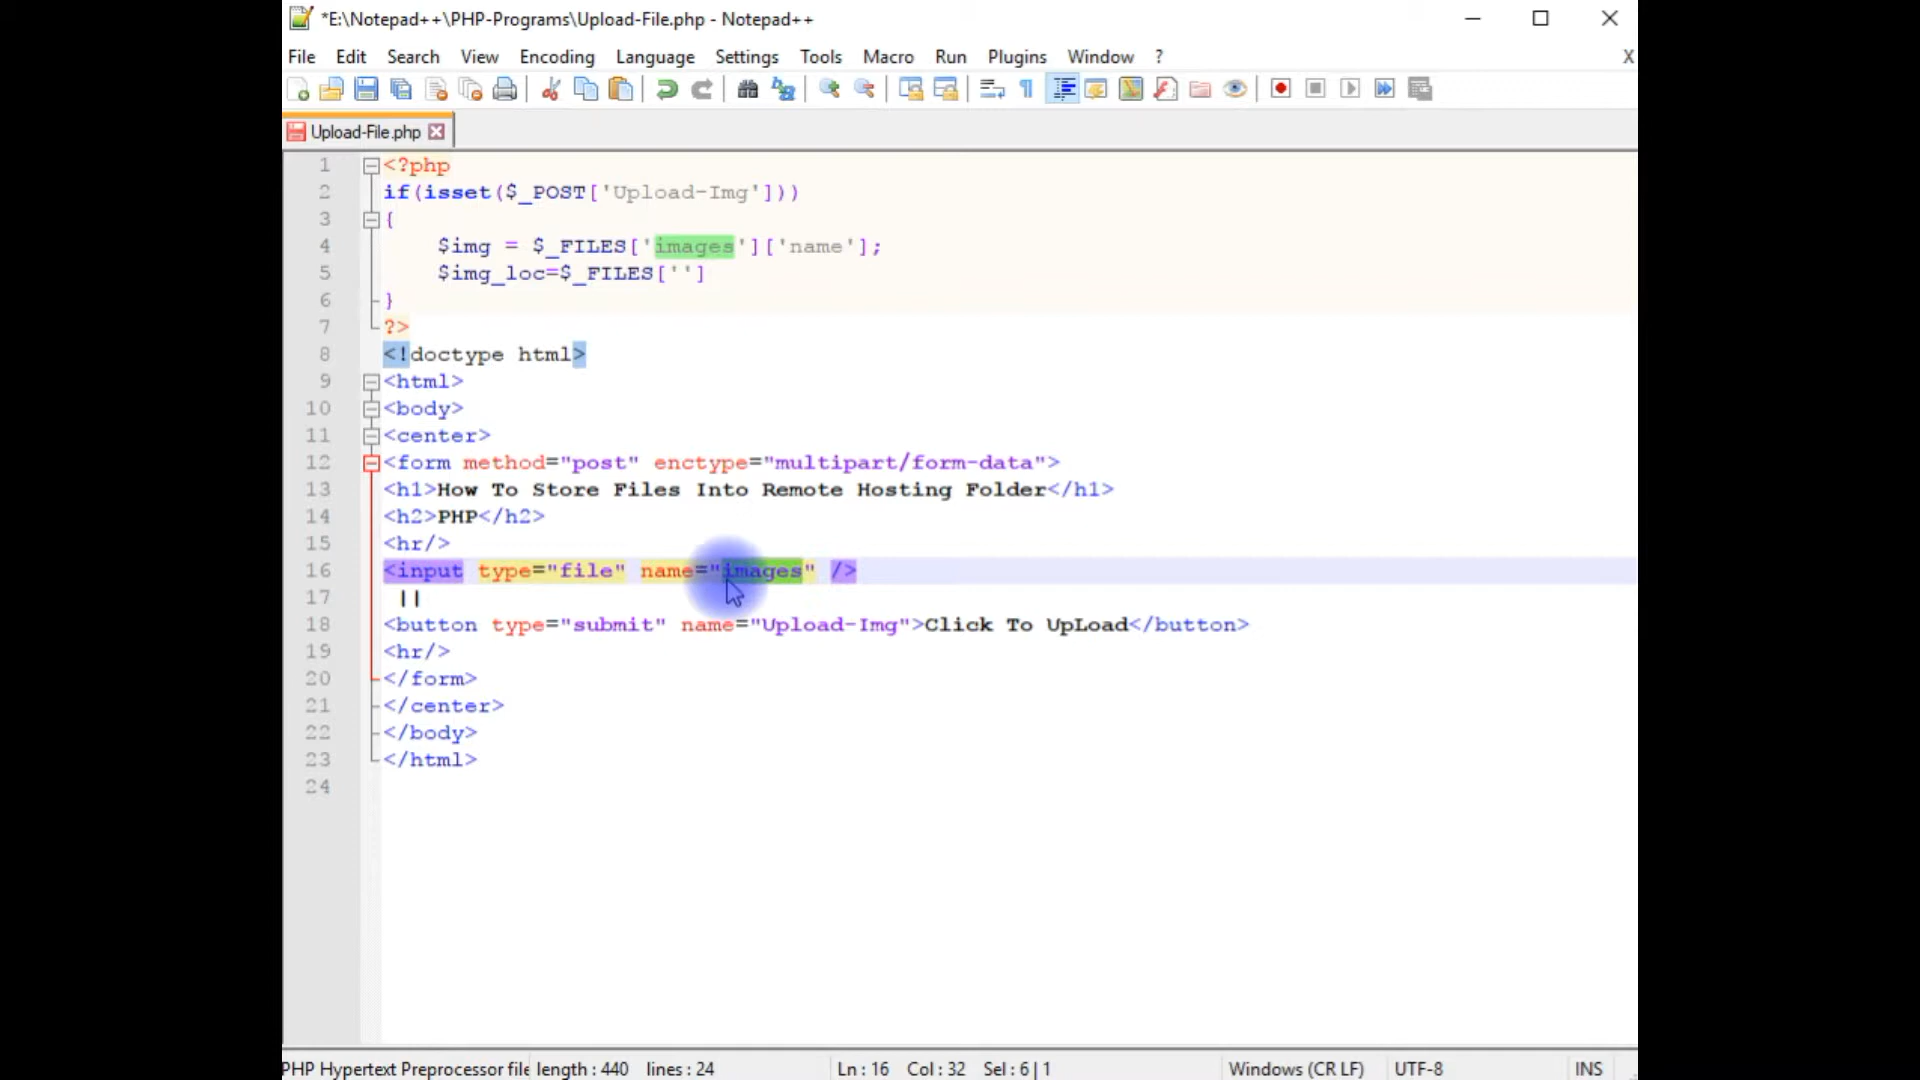 *E:\Notepad++\PHP-Programs\Upload-File.php - Notepad++
File Edit Search View Encoding Language Settings Tools Macro Run Plugins Window ? X
Upload-File.php
1 <?php
2 if(isset($_POST['Upload-Img']))
3 {
4 $img = $_FILES['images']['name'];
5 $img_loc=$_FILES['']
6 }
7 ?>
8 <!doctype html>
9 <html>
10 <body>
11 <center>
12 <form method="post" enctype="multipart/form-data">
13 <h1>How To Store Files Into Remote Hosting Folder</h1>
14 <h2>PHP</h2>
15 <hr/>
16 <input type="file" name="images" />
17 ||
18 <button type="submit" name="Upload-Img">Click To UpLoad</button>
19 <hr/>
20 </form>
21 </center>
22 </body>
23 </html>
24
PHP Hypertext Preprocessor file length : 440 lines : 24 Ln : 16 Col : 32 Sel : 6 | 1 Windows (CR LF) UTF-8 INS